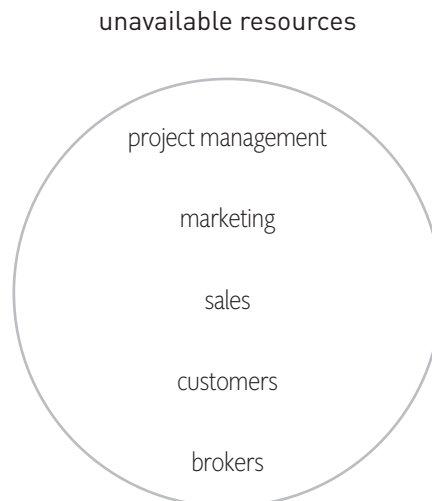 unavailable resources
project management
marketing
sales
customers
brokers